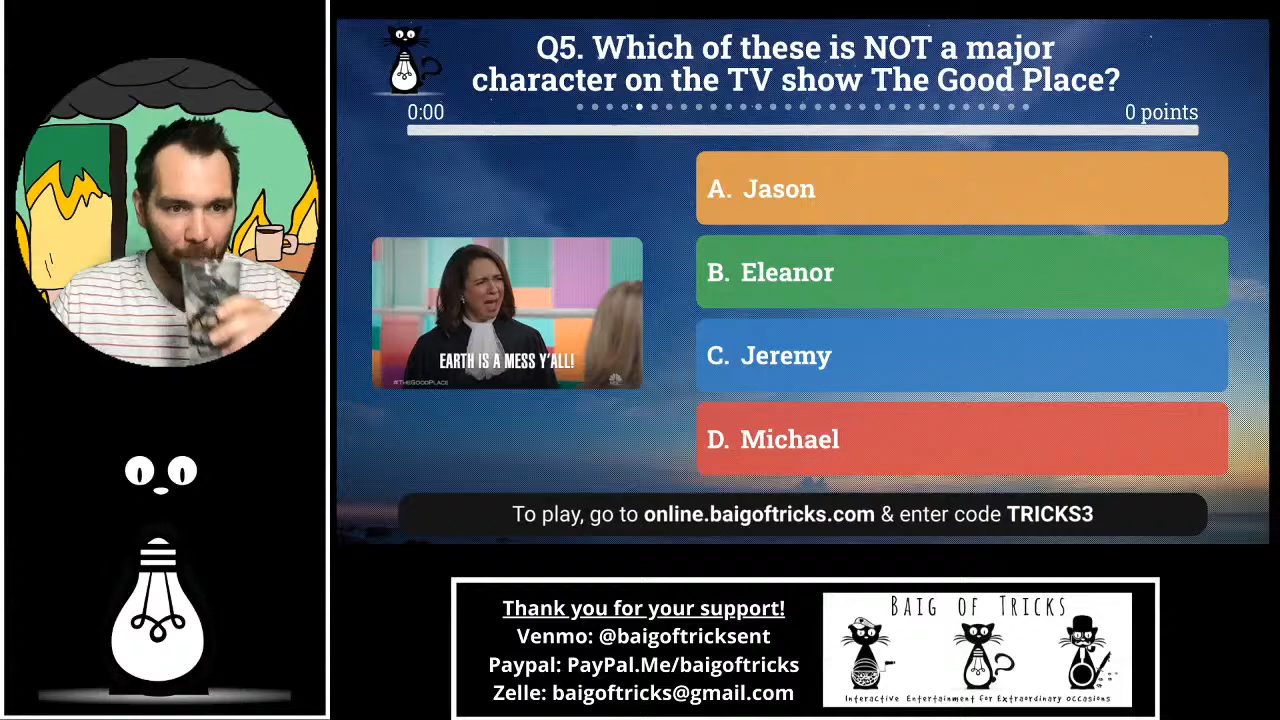 Q5. Which of these is NOT a major
character on the TV show The Good Place?
0:00
0 points
A. Jason
B. Eleanor
C. Jeremy
D. Michael
EARTH IS A MESS Y'ALL!
#THEGOODPLACE
To play, go to online.baigoftricks.com & enter code TRICKS3
Thank you for your support!
Venmo: @baigoftricksent
Paypal: PayPal.Me/baigoftricks
Zelle: baigoftricks@gmail.com
BAIG OF TRICKS
Interactive Entertainment for Extraordinary Occasions